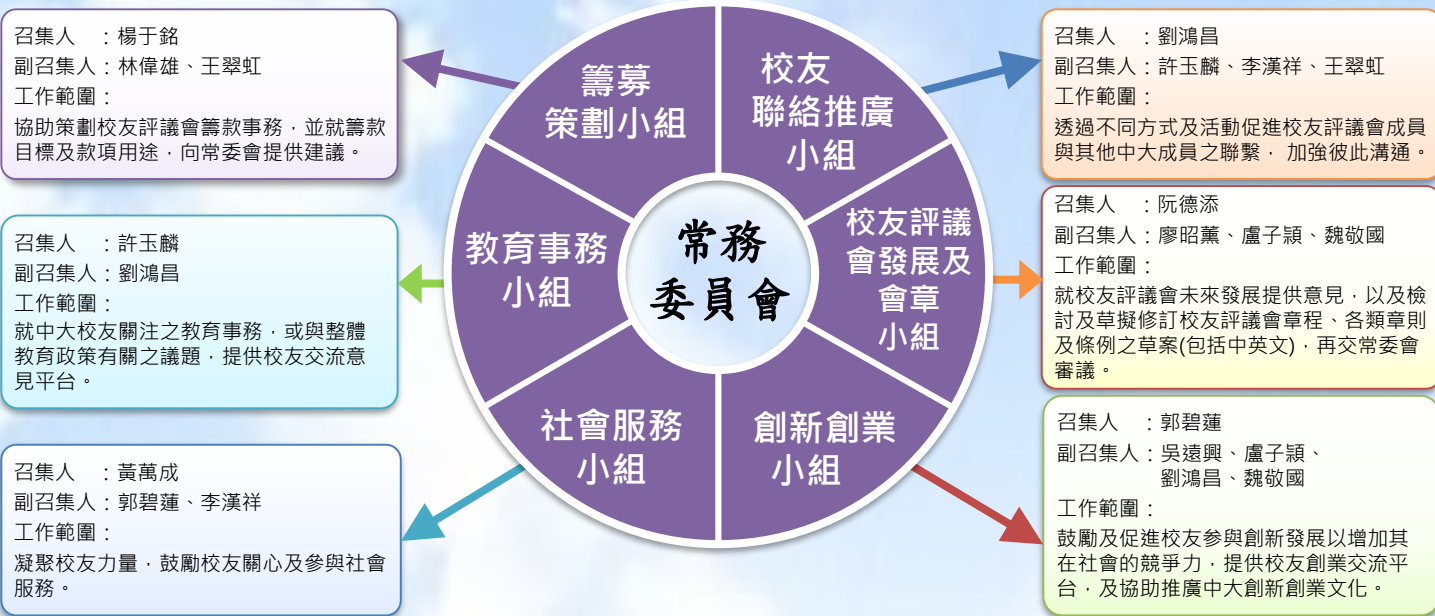 召集人　：楊于銘
副召集人：林偉雄、王翠虹
工作範圍：
協助策劃校友評議會籌款事務，並就籌款
目標及款項用途，向常委會提供建議。
召集人　：許玉麟
副召集人：劉鴻昌
工作範圍：
就中大校友關注之教育事務，或與整體
教育政策有關之議題，提供校友交流意
見平台。
召集人　：黃萬成
副召集人：郭碧蓮、李漢祥
工作範圍：
凝聚校友力量，鼓勵校友關心及參與社會
服務。
籌募
策劃小組
校友
聯絡推廣
小組
教育事務
小組
常務
委員會
校友評議
會發展及
會章
小組
社會服務
小組
創新創業
小組
召集人　：劉鴻昌
副召集人：許玉麟、李漢祥、王翠虹
工作範圍：
透過不同方式及活動促進校友評議會成員
與其他中大成員之聯繫， 加強彼此溝通。
召集人　：阮德添
副召集人：廖昭薰、盧子穎、魏敬國
工作範圍：
就校友評議會未來發展提供意見，以及檢
討及草擬修訂校友評議會章程、各類章則
及條例之草案(包括中英文)，再交常委會
審議。
召集人　：郭碧蓮
副召集人：吳遠興、盧子穎、
劉鴻昌、魏敬國
工作範圍：
鼓勵及促進校友參與創新發展以增加其
在社會的競爭力，提供校友創業交流平
台，及協助推廣中大創新創業文化。